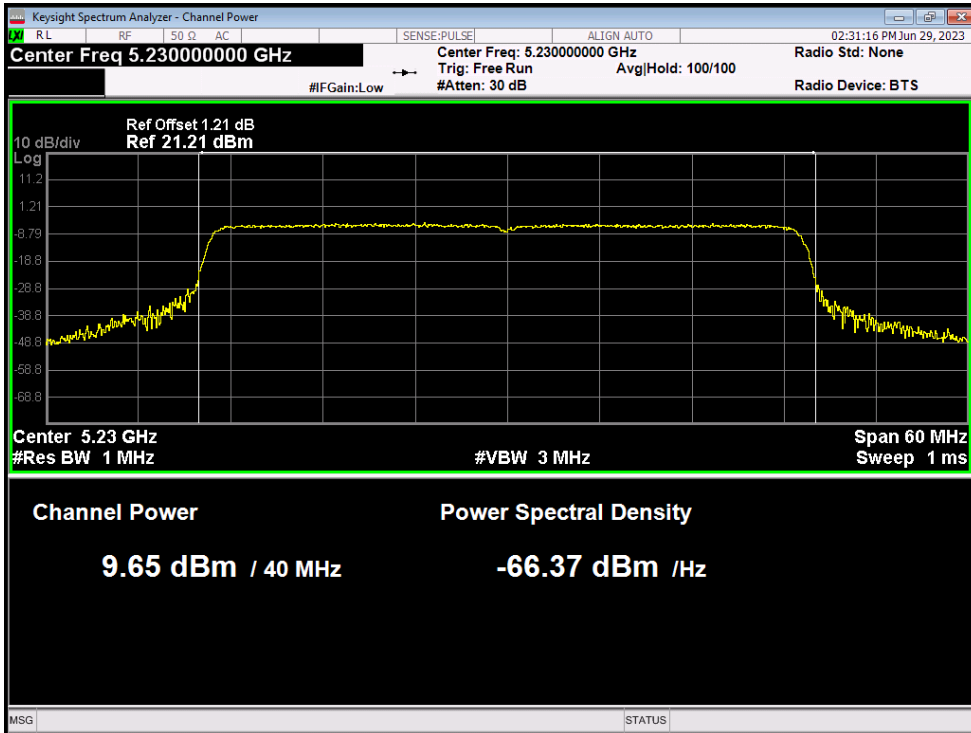 Keysight Spectrum Analyzer - Channel Power
LXI RL RF 50 Ω AC SENSE:PULSE ALIGN AUTO 02:31:16 PM Jun 29, 2023
Center Freq 5.230000000 GHz
Center Freq: 5.230000000 GHz Radio Std: None
Trig: Free Run Avg|Hold: 100/100
#IFGain:Low #Atten: 30 dB Radio Device: BTS
Ref Offset 1.21 dB
10 dB/div Ref 21.21 dBm
Log
11.2
1.21
-8.79
-18.8
-28.8
-38.8
-48.8
-58.8
-68.8
Center 5.23 GHz Span 60 MHz
#Res BW 1 MHz #VBW 3 MHz Sweep 1 ms
Channel Power Power Spectral Density
9.65 dBm / 40 MHz -66.37 dBm /Hz
MSG STATUS